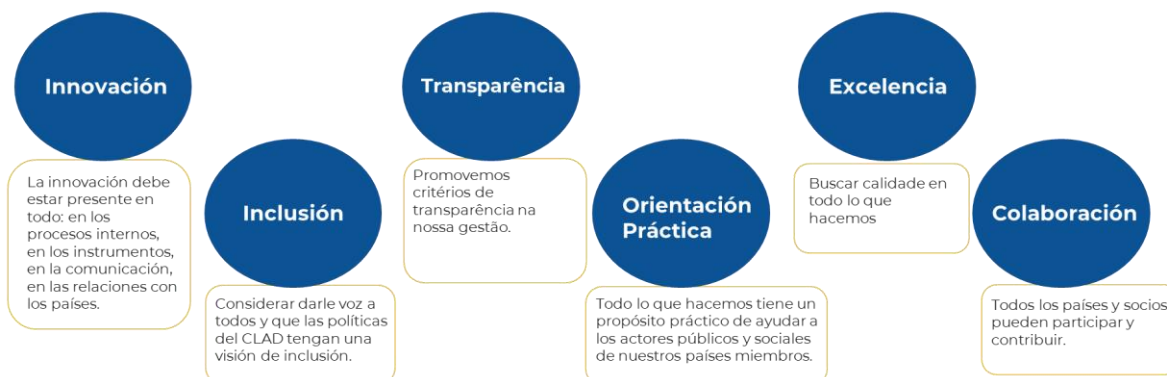 Innovación
La innovación debe
estar presente en
todo: en los
procesos internos,
en los instrumentos,
en la comunicación,
en las relaciones con
los países.
Inclusión
Considerar darle voz a
todos y que las políticas
del CLAD tengan una
visión de inclusión.
Transparência
Promovemos
critérios de
transparência na
nossa gestão.
Orientación
Práctica
Todo lo que hacemos tiene un
propósito práctico de ayudar a
los actores públicos y sociales
de nuestros países miembros.
Excelencia
Buscar calidade en
todo lo que
hacemos
Colaboración
Todos los países y socios
pueden participar y
contribuir.